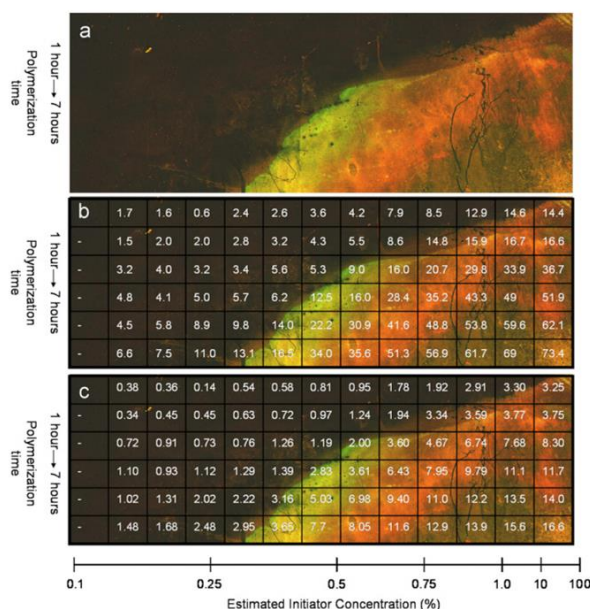 a
1 hour→7 hours
Polymerization
time
b
1.7 1.6 0.6 2.4 2.6 3.6 4.2 7.9 8.5 12.9 14.6 14.4
- 1.5 2.0 2.0 2.8 3.2 4.3 5.5 8.6 14.8 15.9 16.7 16.6
- 3.2 4.0 3.2 3.4 5.6 5.3 9.0 16.0 20.7 29.8 33.9 36.7
- 4.8 4.1 5.0 5.7 6.2 12.5 16.0 28.4 35.2 43.3 49 51.9
- 4.5 5.8 8.9 9.8 14.0 22.2 30.9 41.6 48.8 53.8 59.6 62.1
- 6.6 7.5 11.0 13.1 16.5 34.0 35.6 51.3 56.9 61.7 69 73.4
1 hour→7 hours
Polymerization
time
c
0.38 0.36 0.14 0.54 0.58 0.81 0.95 1.78 1.92 2.91 3.30 3.25
- 0.34 0.45 0.45 0.63 0.72 0.97 1.24 1.94 3.34 3.59 3.77 3.75
- 0.72 0.91 0.73 0.76 1.26 1.19 2.00 3.60 4.67 6.74 7.68 8.30
- 1.10 0.93 1.12 1.29 1.39 2.83 3.61 6.43 7.95 9.79 11.1 11.7
- 1.02 1.31 2.02 2.22 3.16 5.03 6.98 9.40 11.0 12.2 13.5 14.0
- 1.48 1.68 2.48 2.95 3.65 7.7 8.05 11.6 12.9 13.9 15.6 16.6
1 hour→7 hours
Polymerization
time
0.1 0.25 0.5 0.75 1.0 10 100
Estimated Initiator Concentration (%)